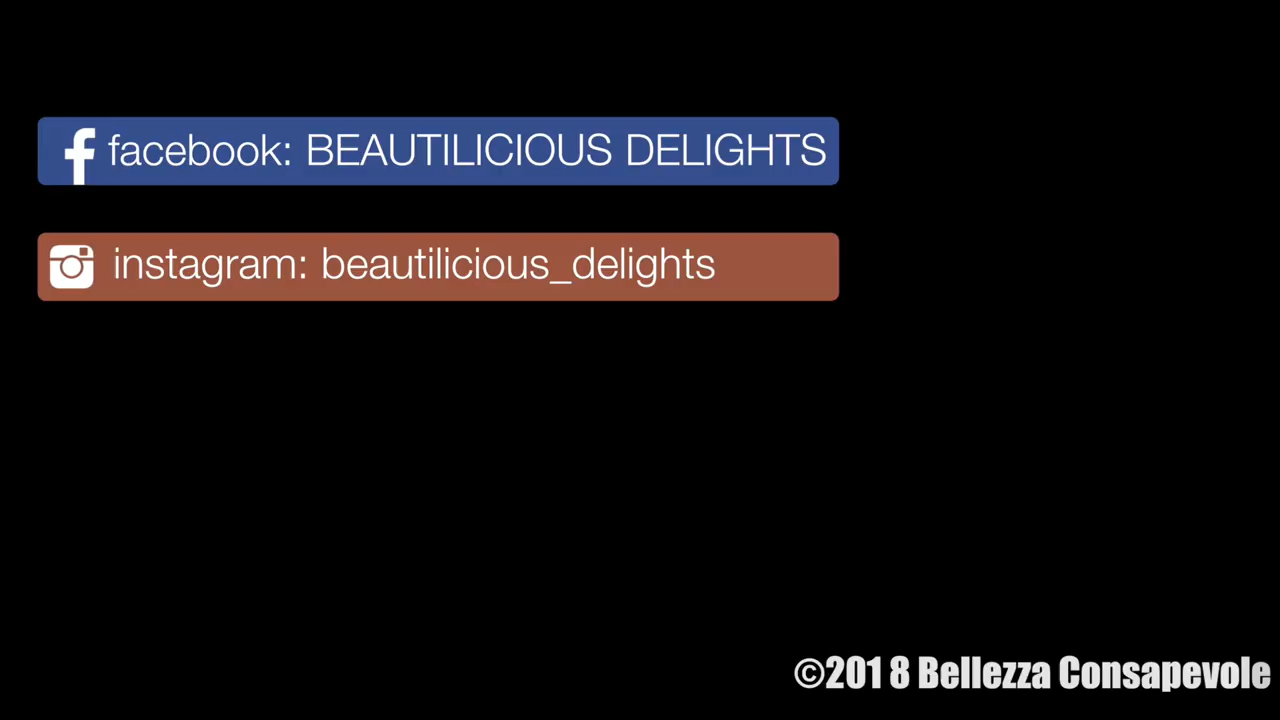 facebook: BEAUTILICIOUS DELIGHTS
instagram: beautilicious_delights
©2018 Bellezza Consapevole